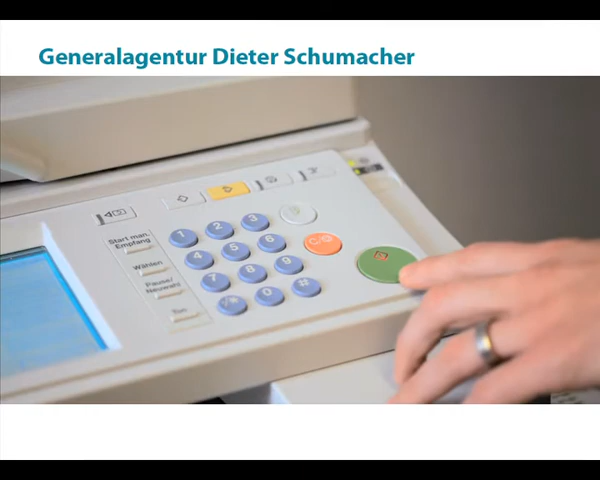 Generalagentur Dieter Schumacher
Start man.
Empfang
Wählen
Pause/
Neuwahl
Ton
1 2 3
4 5 6
7 8 9
*/ 0 #
C/